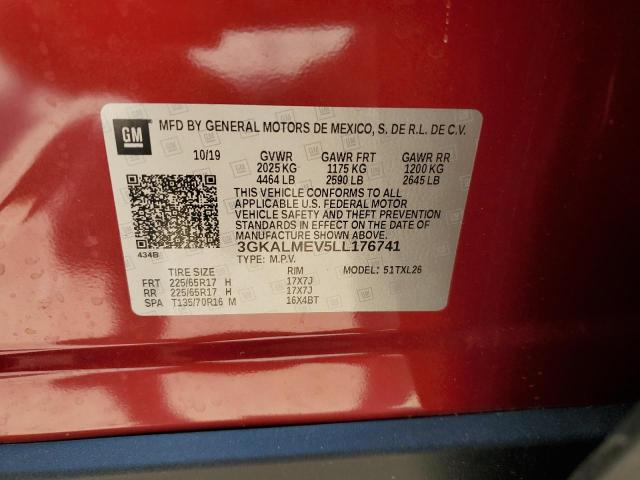 GM MFD BY GENERAL MOTORS DE MEXICO, S. DE R.L. DE C.V.
10/19 GVWR GAWR FRT GAWR RR
2025 KG 1175 KG 1200 KG
4464 LB 2590 LB 2645 LB
THIS VEHICLE CONFORMS TO ALL
APPLICABLE U.S. FEDERAL MOTOR
VEHICLE SAFETY AND THEFT PREVENTION
STANDARDS IN EFFECT ON THE DATE OF
MANUFACTURE SHOWN ABOVE.
434B 3GKALMEV5LL176741
TYPE: M.P.V. MODEL: 51TXL26
TIRE SIZE RIM
FRT 225/65R17 H 17X7J
RR 225/65R17 H 17X7J
SPA T135/70R16 M 16X4BT